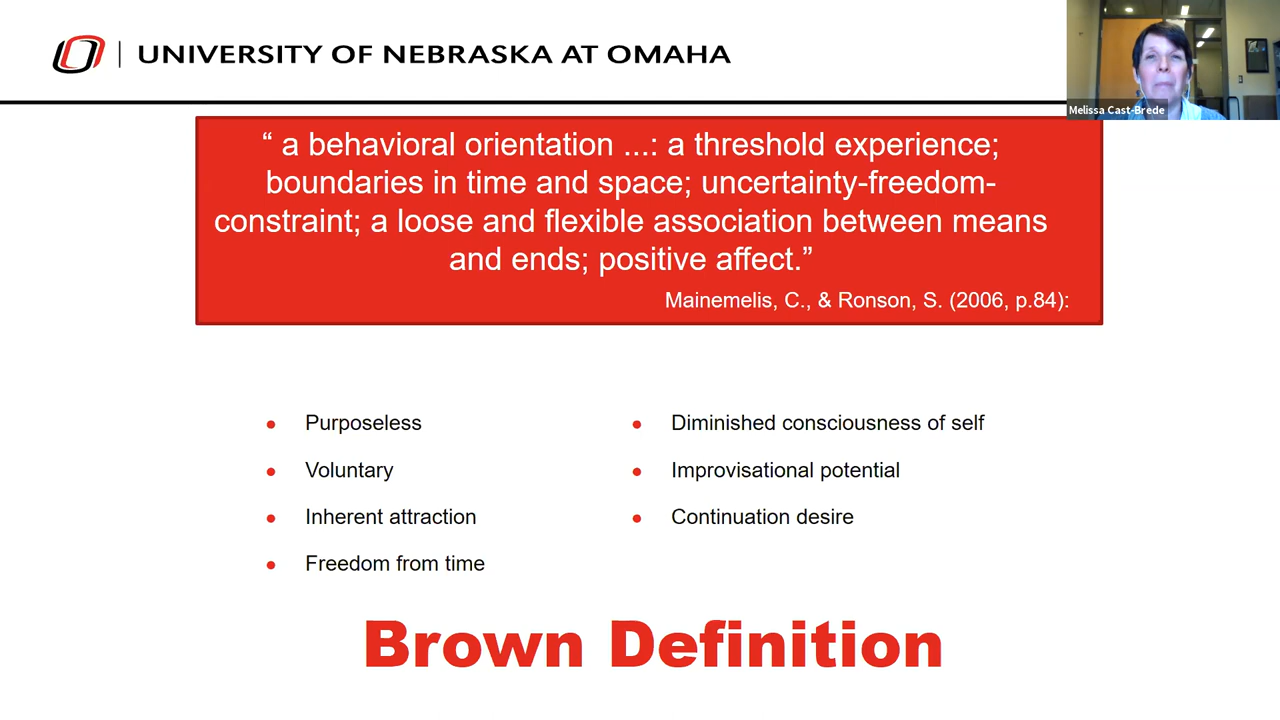 UNIVERSITY OF NEBRASKA AT OMAHA
Melissa Cast-Brede
“ a behavioral orientation ...: a threshold experience;
boundaries in time and space; uncertainty-freedom-
constraint; a loose and flexible association between means
and ends; positive affect.”
Mainemelis, C., & Ronson, S. (2006, p.84):
• Purposeless
• Voluntary
• Inherent attraction
• Freedom from time
• Diminished consciousness of self
• Improvisational potential
• Continuation desire
Brown Definition